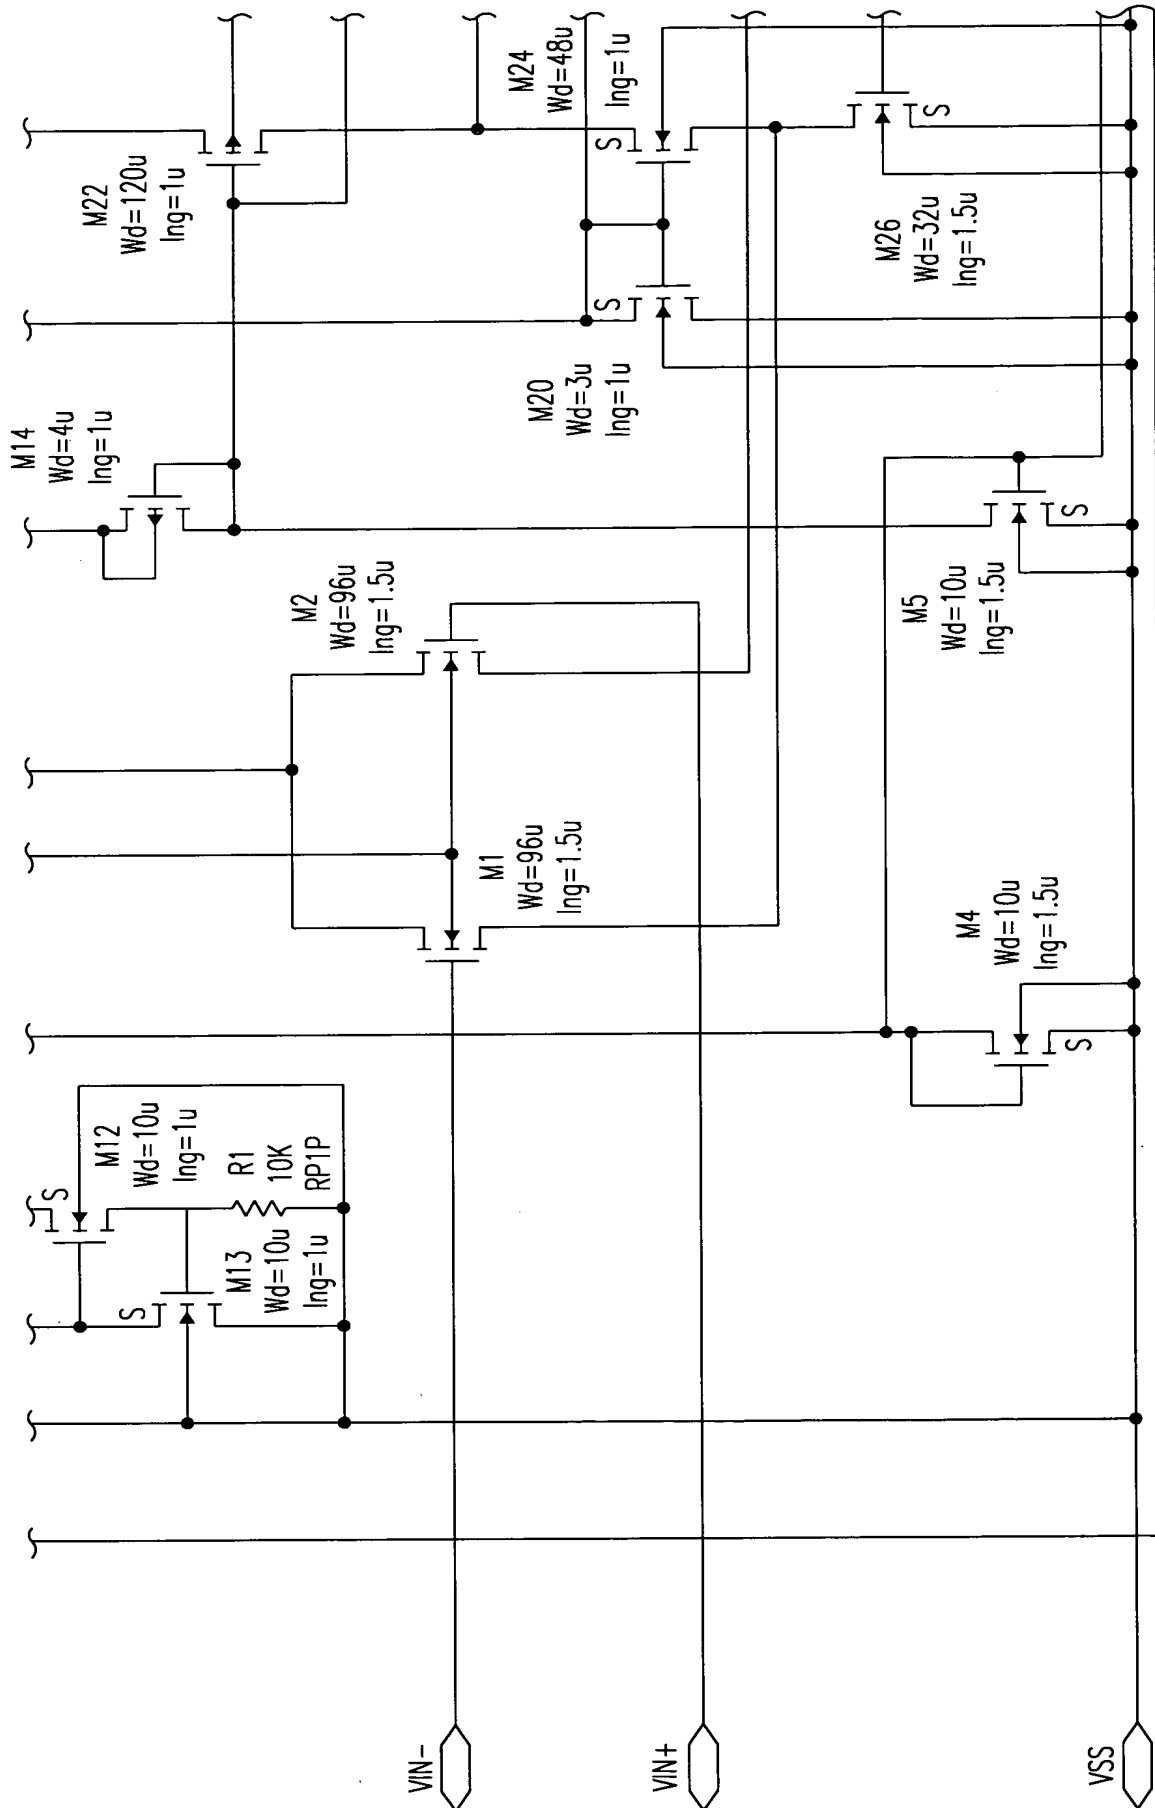 M22
Wd=120u
lng=1u
M24
Wd=48u
lng=1u
S
S
M26
Wd=32u
lng=1.5u
S
M20
Wd=3u
lng=1u
M14
Wd=4u
lng=1u
M2
Wd=96u
lng=1.5u
M5
Wd=10u
lng=1.5u
S
M1
Wd=96u
lng=1.5u
M4
Wd=10u
lng=1.5u
S
S
M12
Wd=10u
lng=1u
R1
10K
RP1P
S
M13
Wd=10u
lng=1u
VIN-
VIN+
VSS